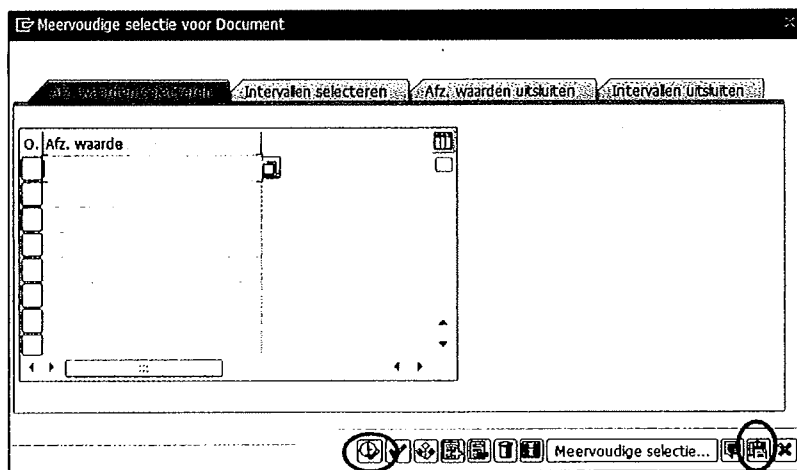 Meervoudige selectie voor Document
Intervallen selecteren Afz. waarden uitsluiten Intervallen uitsluiten
O. Afz. waarde
Meervoudige selectie...